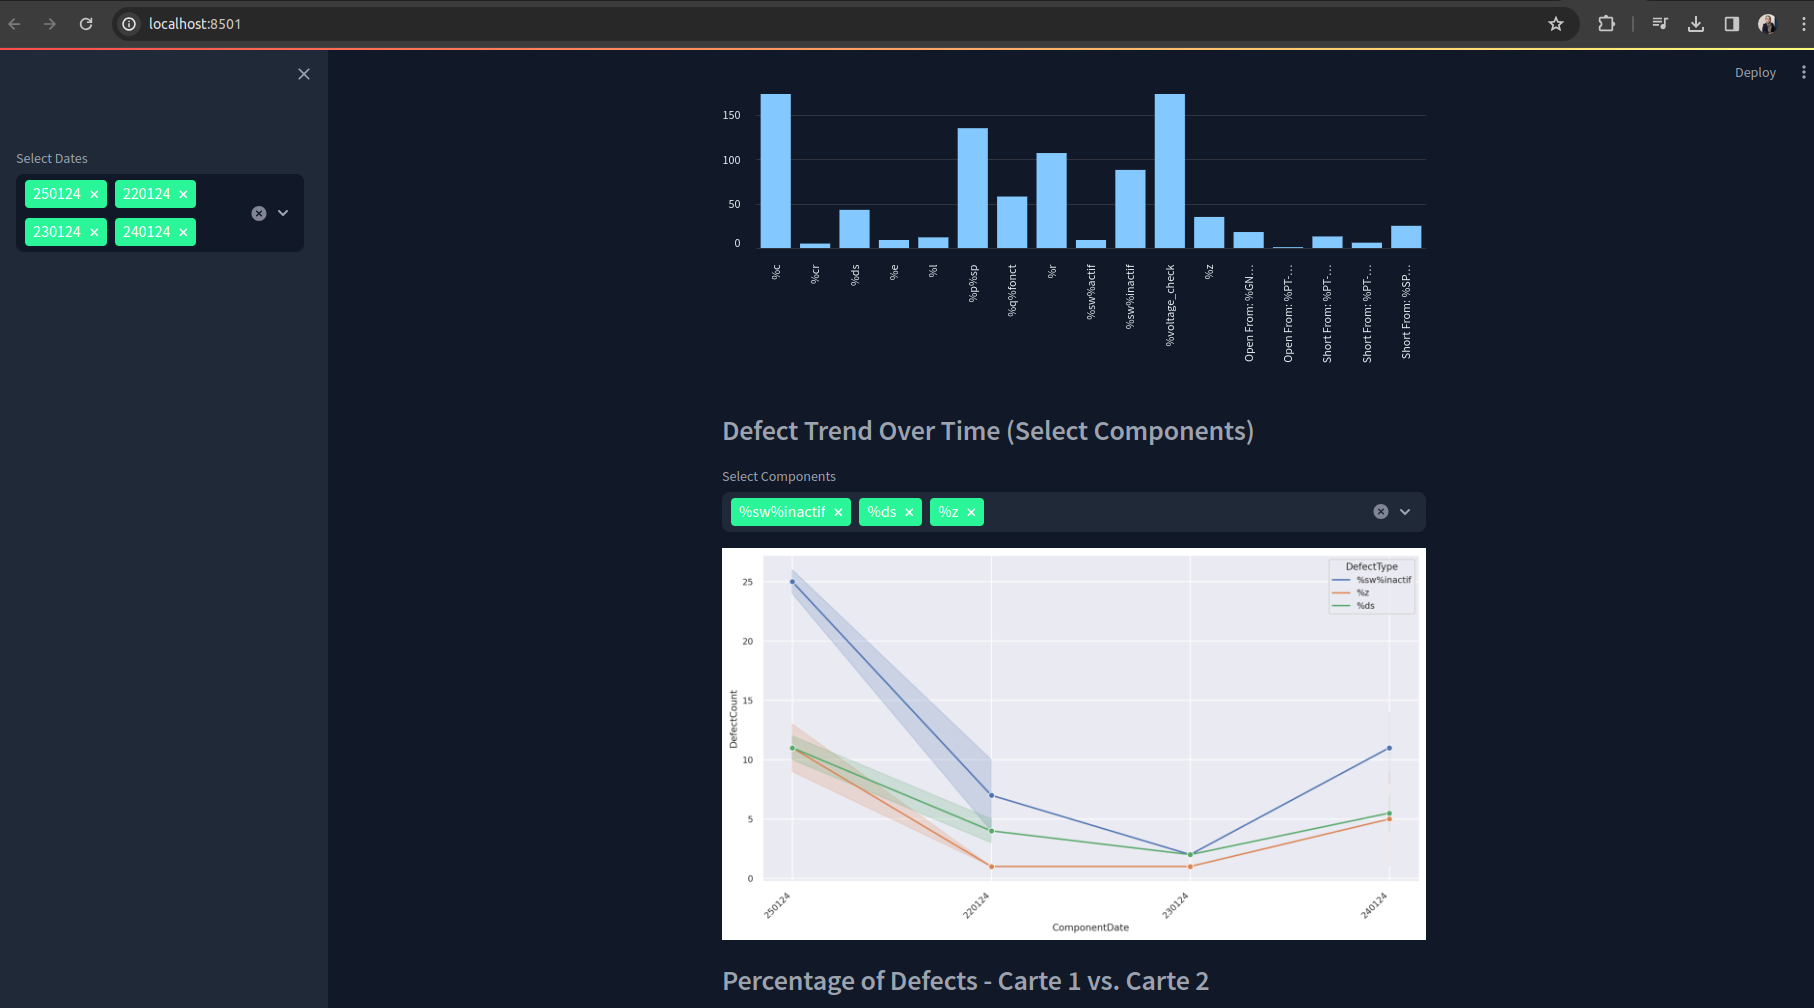 localhost:8501
Deploy
Select Dates
250124 220124
230124 240124
150
100
50
0
%c
%cr
%ds
%e
%l
%p%sp
%q%fonct
%r
%sw%actif
%sw%inactif
%voltage_check
%z
Open From: %GN...
Open From: %PT-...
Short From: %PT-...
Short From: %PT-...
Short From: %SP...
Defect Trend Over Time (Select Components)
Select Components
%sw%inactif %ds %z
DefectType
%sw%inactif
%z
%ds
DefectCount
25
20
15
10
5
0
250124
220124
230124
240124
ComponentDate
Percentage of Defects - Carte 1 vs. Carte 2